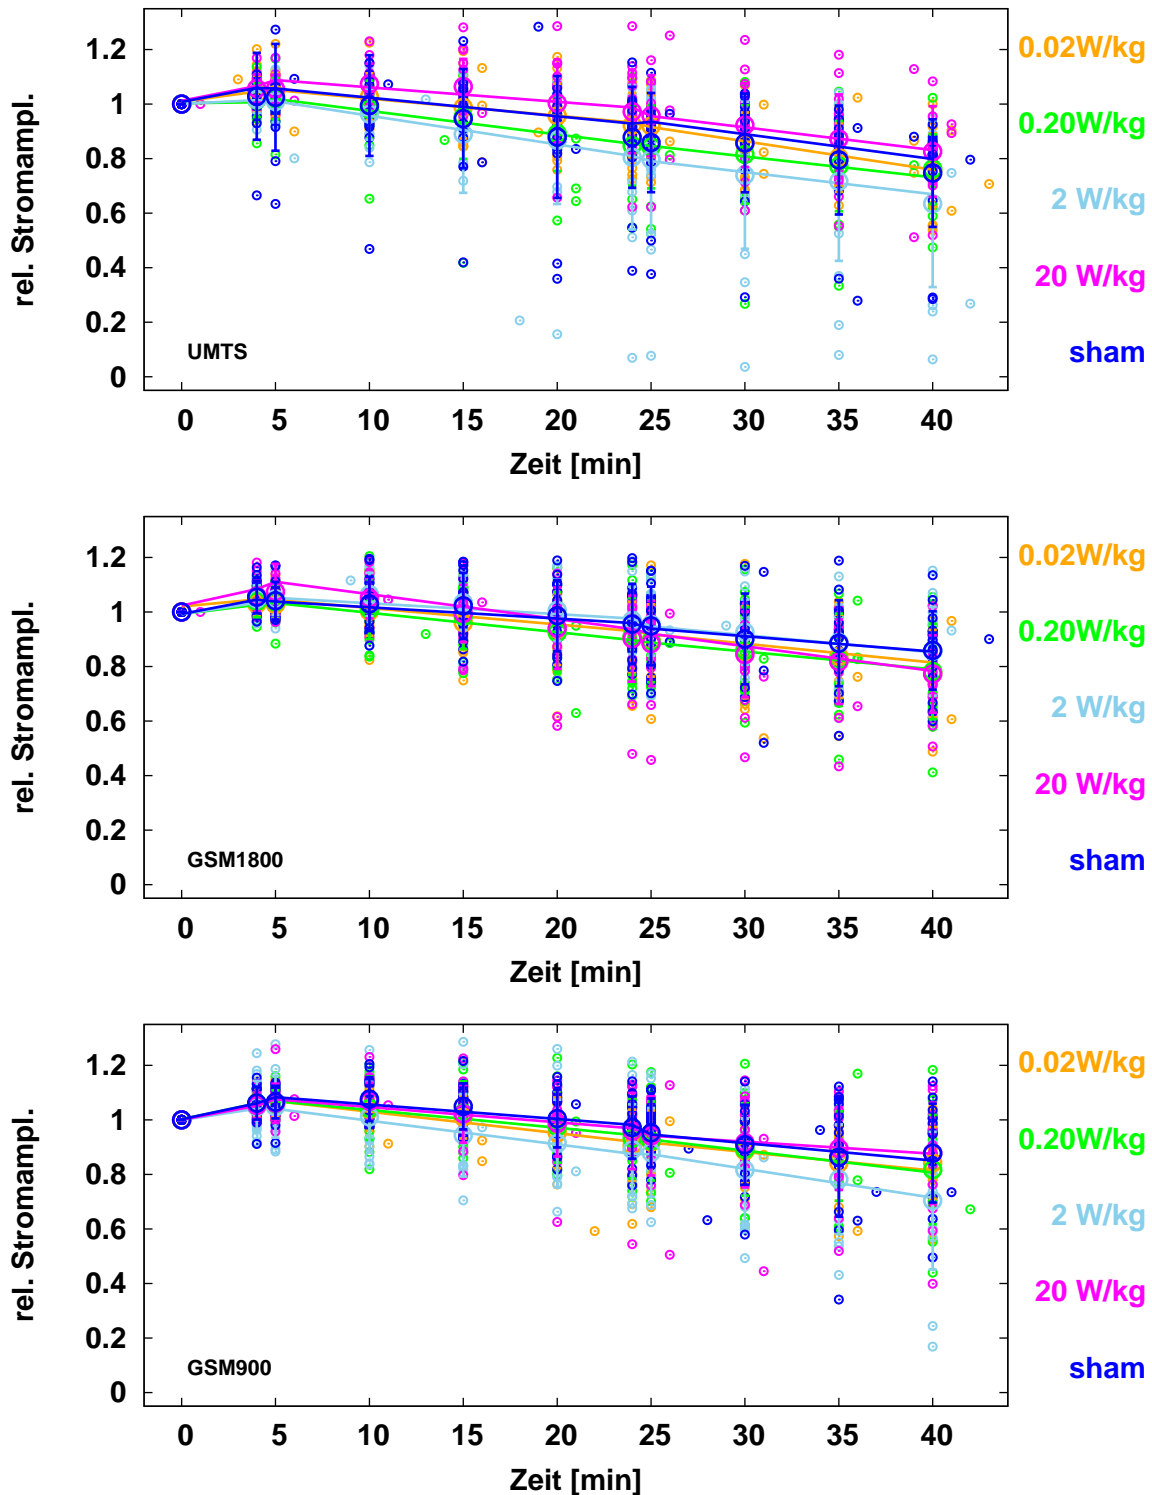 1.2
1
0.8
0.6
0.4
0.2
0
rel. Stromampl.
UMTS
0 5 10 15 20 25 30 35 40
Zeit [min]
0.02W/kg
0.20W/kg
2 W/kg
20 W/kg
sham
1.2
1
0.8
0.6
0.4
0.2
0
rel. Stromampl.
GSM1800
0 5 10 15 20 25 30 35 40
Zeit [min]
0.02W/kg
0.20W/kg
2 W/kg
20 W/kg
sham
1.2
1
0.8
0.6
0.4
0.2
0
rel. Stromampl.
GSM900
0 5 10 15 20 25 30 35 40
Zeit [min]
0.02W/kg
0.20W/kg
2 W/kg
20 W/kg
sham